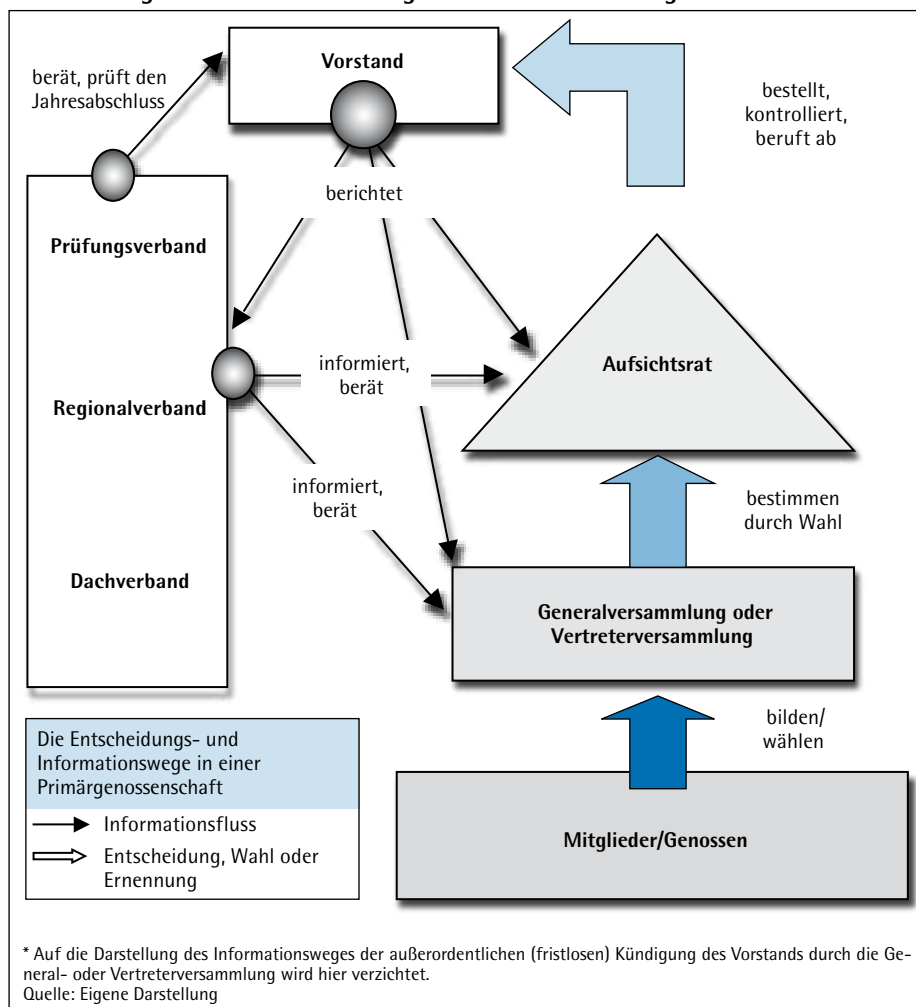 Vorstand
berät, prüft den
Jahresabschluss
bestellt,
kontrolliert,
beruft ab
berichtet
Prüfungsverband
Aufsichtsrat
informiert,
berät
Regionalverband
informiert,
berät
bestimmen
durch Wahl
Dachverband
Generalversammlung oder
Vertreterversammlung
bilden/
wählen
Die Entscheidungs- und
Informationswege in einer
Primärgenossenschaft
Informationsfluss
Entscheidung, Wahl oder
Ernennung
Mitglieder/Genossen
* Auf die Darstellung des Informationsweges der außerordentlichen (fristlosen) Kündigung des Vorstands durch die Ge-
neral- oder Vertreterversammlung wird hier verzichtet.
Quelle: Eigene Darstellung